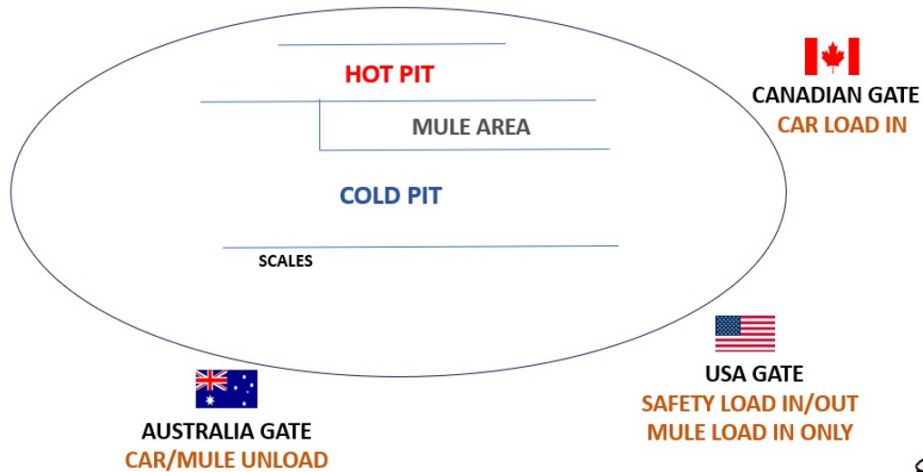 HOT PIT
CANADIAN GATE
CAR LOAD IN
MULE AREA
COLD PIT
SCALES
USA GATE
SAFETY LOAD IN/OUT
MULE LOAD IN ONLY
AUSTRALIA GATE
CAR/MULE UNLOAD